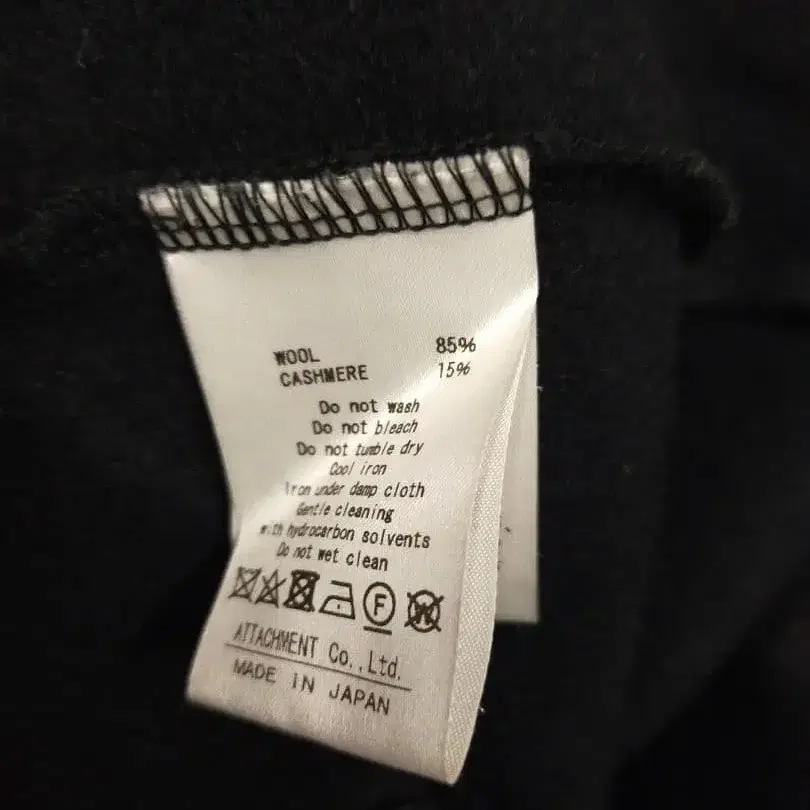 WOOL 85%
CASHMERE 15%
Do not wash
Do not bleach
Do not tumble dry
Cool iron
Iron under damp cloth
Gentle cleaning
with hydrocarbon solvents
Do not wet clean
F W
ATTACHMENT Co.,Ltd.
MADE IN JAPAN